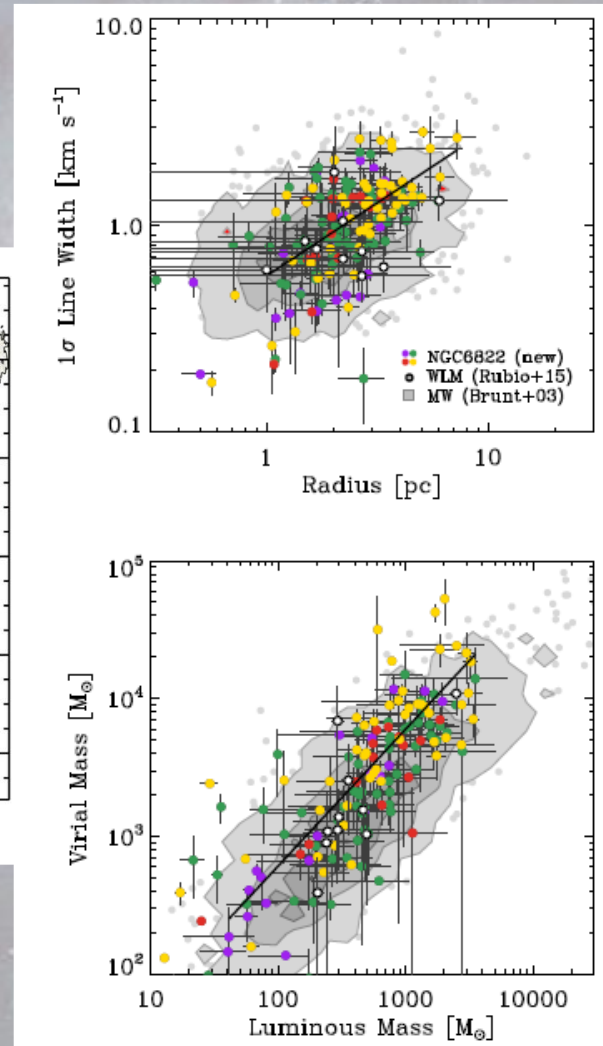 10.0
1σ Line Width [km s⁻¹]
1.0
NGC6822 (new)
WLM (Rubio+15)
MW (Brunt+03)
0.1
1
10
Radius [pc]
10⁵
Virial Mass [M☉]
10⁴
10³
10²
10
100
1000
10000
Luminous Mass [M☉]